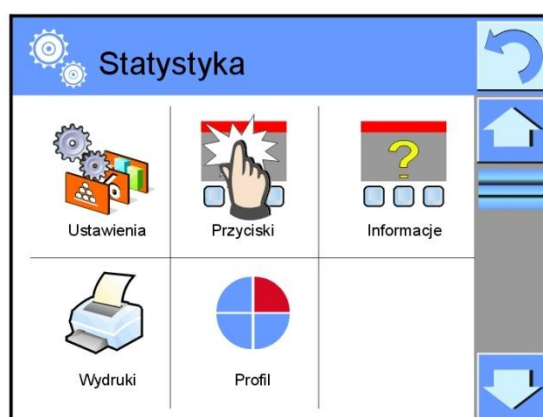 Statystyka
Ustawienia
Przyciski
Informacje
Wydruki
Profil